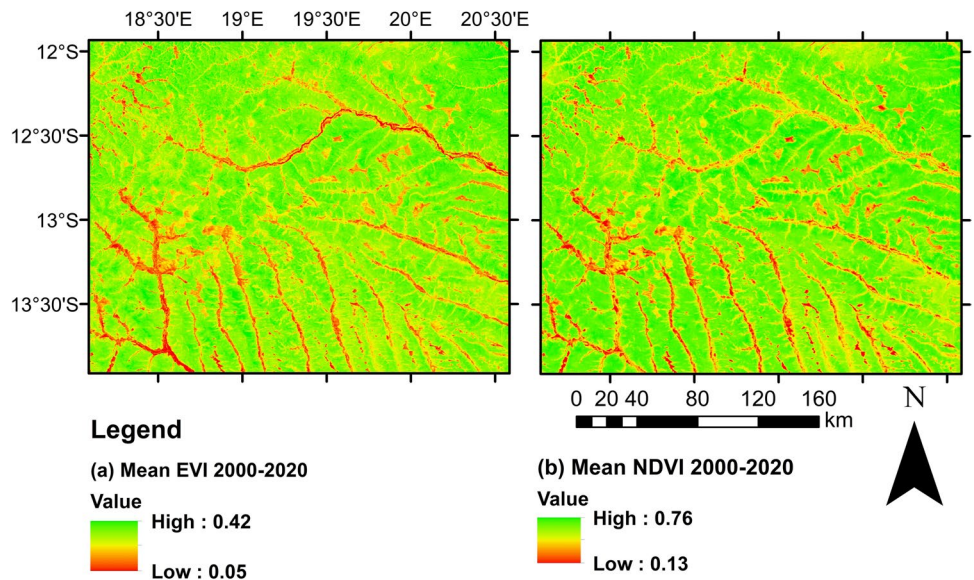 18°30'E 19°E 19°30'E 20°E 20°30'E
12°S
12°30'S
13°S
13°30'S
0 20 40 80 120 160
km
N
Legend
(a) Mean EVI 2000-2020
Value
High : 0.42
Low : 0.05
(b) Mean NDVI 2000-2020
Value
High : 0.76
Low : 0.13